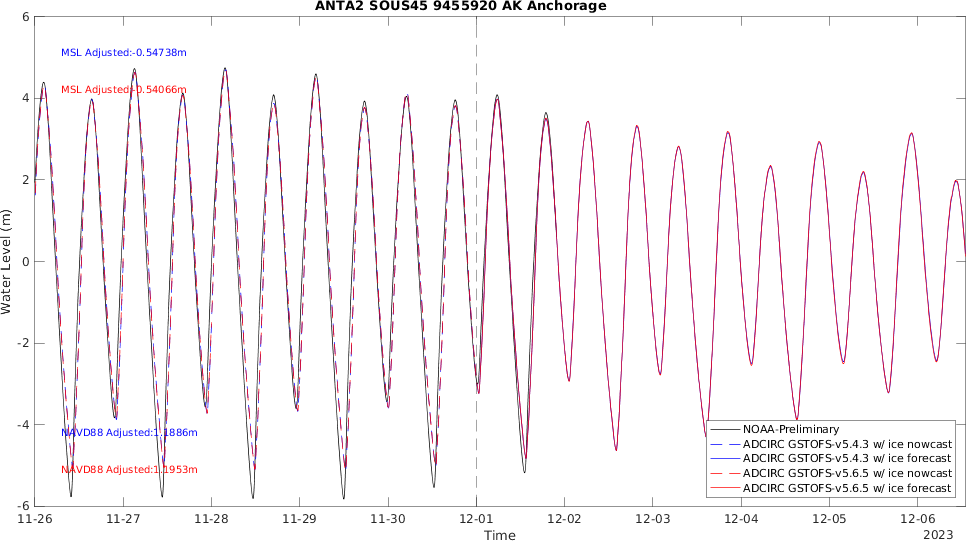 ANTA2 SOUS45 9455920 AK Anchorage
6
4
2
0
-2
-4
-6
Water Level (m)
MSL Adjusted:-0.54738m
MSL Adjusted:-0.54066m
NAVD88 Adjusted:1.1886m
NAVD88 Adjusted:1.1953m
NOAA-Preliminary
ADCIRC GSTOFS-v5.4.3 w/ ice nowcast
ADCIRC GSTOFS-v5.4.3 w/ ice forecast
ADCIRC GSTOFS-v5.6.5 w/ ice nowcast
ADCIRC GSTOFS-v5.6.5 w/ ice forecast
11-26 11-27 11-28 11-29 11-30 12-01 12-02 12-03 12-04 12-05 12-06
Time
2023